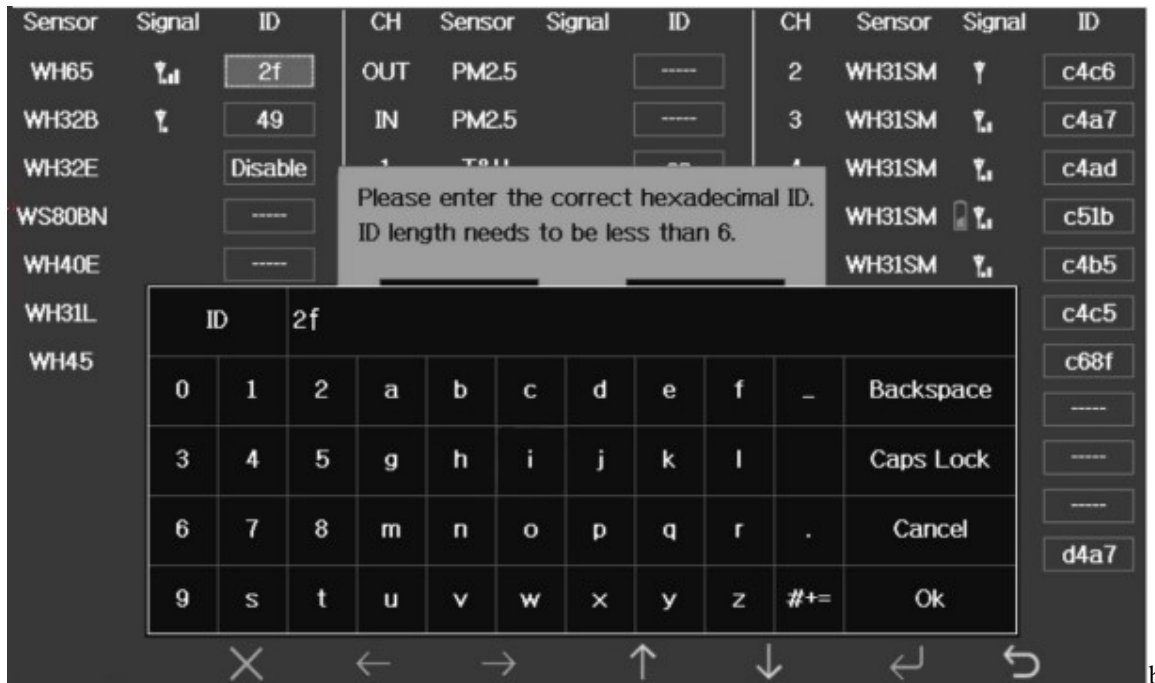 Sensor Signal ID CH Sensor Signal ID CH Sensor Signal ID
WH65 2f OUT PM2.5 ----- 2 WH31SM c4c6
WH32B 49 IN PM2.5 ----- 3 WH31SM c4a7
WH32E Disable 1 T&H WH31SM c4ad
WS80BN ----- WH31SM c51b
WH40E ----- WH31SM c4b5
WH31L c4c5
WH45 c68f
-----
-----
-----
d4a7
Please enter the correct hexadecimal ID.
ID length needs to be less than 6.
ID 2f
0 1 2 a b c d e f _ Backspace
3 4 5 g h i j k l Caps Lock
6 7 8 m n o p q r . Cancel
9 s t u v w x y z #+= Ok